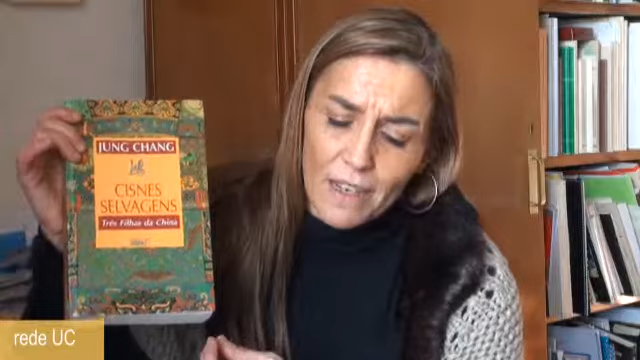 JUNG CHANG
CISNES
SELVAGENS
Três Filhas da China
rede UC